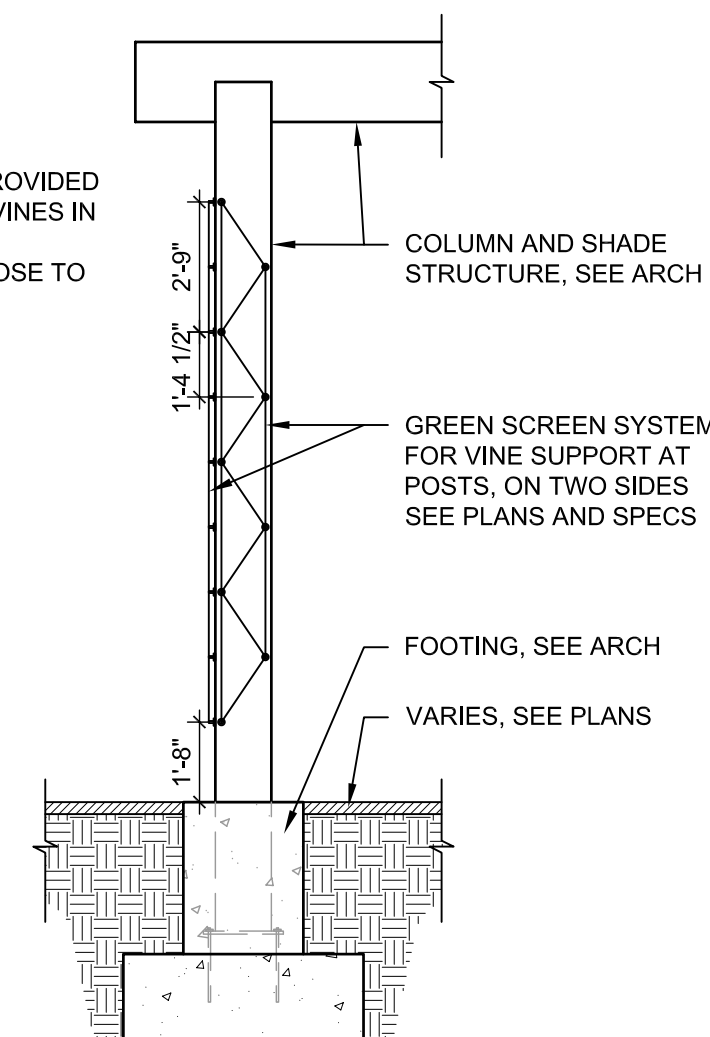 ROVIDED
VINES IN
OSE TO
2'-9"
1'-4 1/2"
1'-8"
COLUMN AND SHADE
STRUCTURE, SEE ARCH
GREEN SCREEN SYSTEM
FOR VINE SUPPORT AT
POSTS, ON TWO SIDES
SEE PLANS AND SPECS
FOOTING, SEE ARCH
VARIES, SEE PLANS